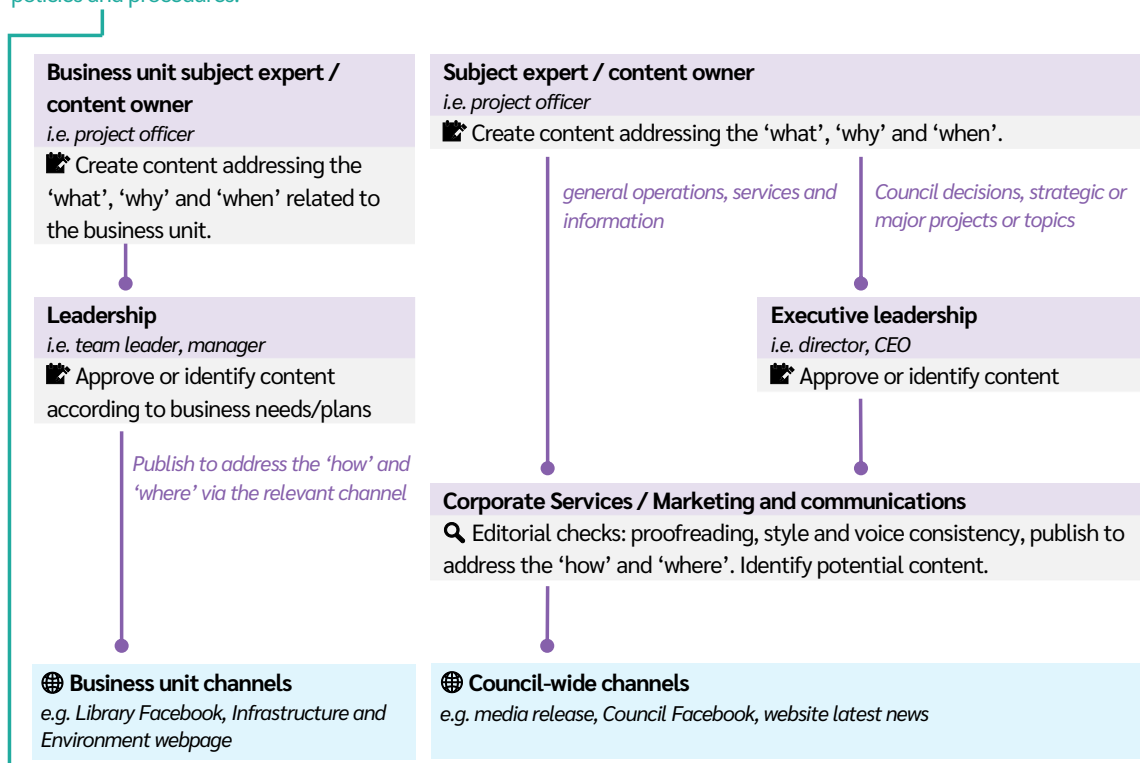 policies and procedures.
Business unit subject expert /
content owner
i.e. project officer
Create content addressing the
‘what’, ‘why’ and ‘when’ related to
the business unit.
Leadership
i.e. team leader, manager
Approve or identify content
according to business needs/plans
Publish to address the ‘how’ and
‘where’ via the relevant channel
Business unit channels
e.g. Library Facebook, Infrastructure and
Environment webpage
Subject expert / content owner
i.e. project officer
Create content addressing the ‘what’, ‘why’ and ‘when’.
general operations, services and
information
Council decisions, strategic or
major projects or topics
Executive leadership
i.e. director, CEO
Approve or identify content
Corporate Services / Marketing and communications
Editorial checks: proofreading, style and voice consistency, publish to
address the ‘how’ and ‘where’. Identify potential content.
Council-wide channels
e.g. media release, Council Facebook, website latest news